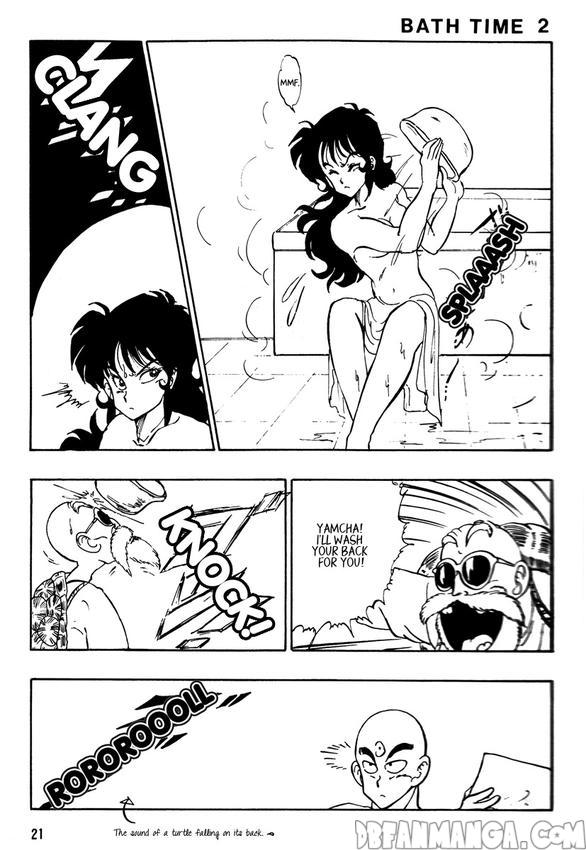 BATH TIME 2
CLANG
MMF.
SPLAAASH
KNOCK!
YAMCHA!
I'LL WASH
YOUR BACK
FOR YOU!
ROROROOOLL
The sound of a turtle falling on its back.
21
DBFANMANGA.COM